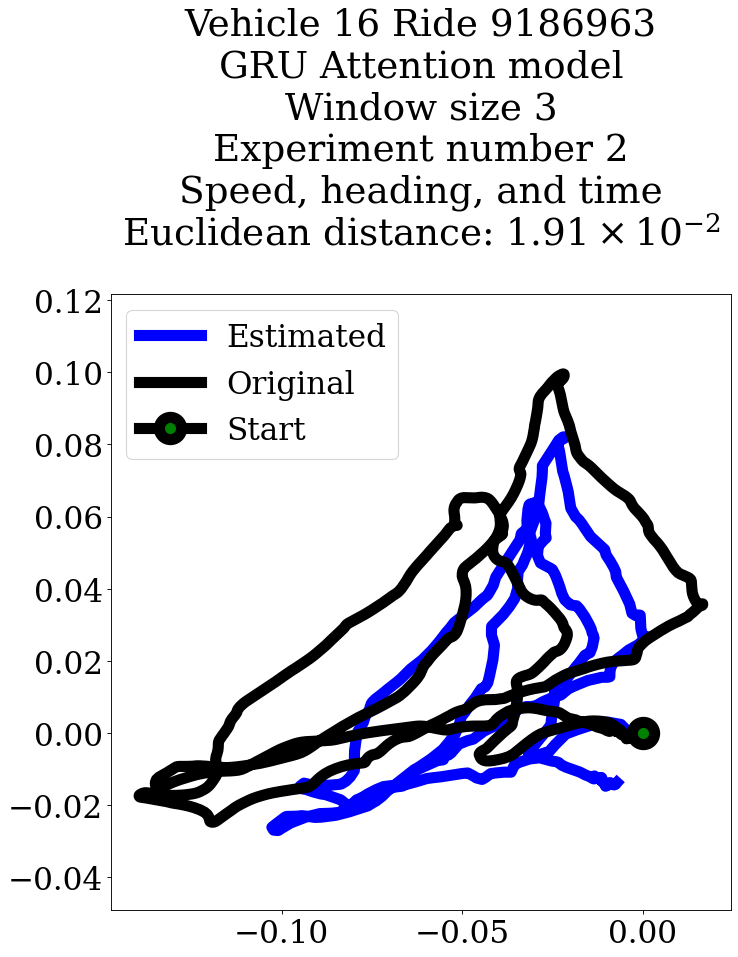 Vehicle 16 Ride 9186963
GRU Attention model
Window size 3
Experiment number 2
Speed, heading, and time
Euclidean distance: 1.91 × 10⁻²
0.12
0.10
0.08
0.06
0.04
0.02
0.00
−0.02
−0.04
Estimated
Original
Start
−0.10
−0.05
0.00